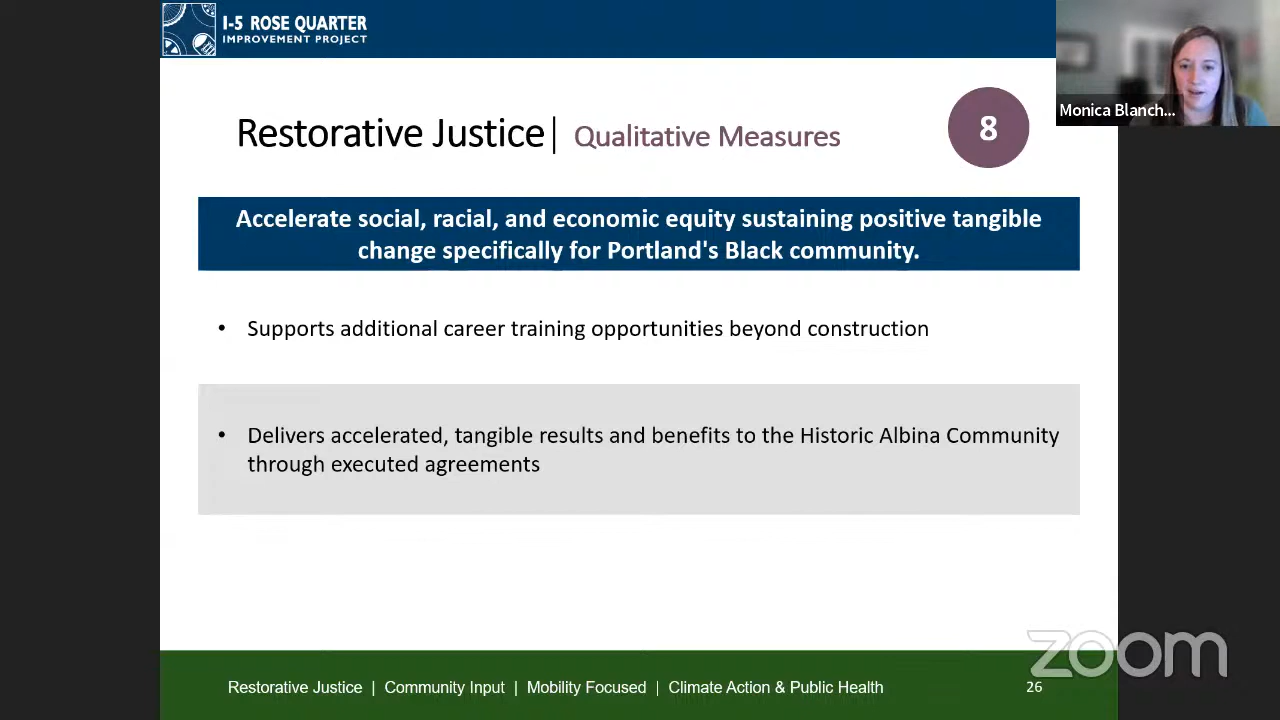 I-5 ROSE QUARTER
IMPROVEMENT PROJECT
Monica Blanch...
Restorative Justice| Qualitative Measures
8
Accelerate social, racial, and economic equity sustaining positive tangible
change specifically for Portland's Black community.
• Supports additional career training opportunities beyond construction
• Delivers accelerated, tangible results and benefits to the Historic Albina Community
through executed agreements
zoom
Restorative Justice | Community Input | Mobility Focused | Climate Action & Public Health
26